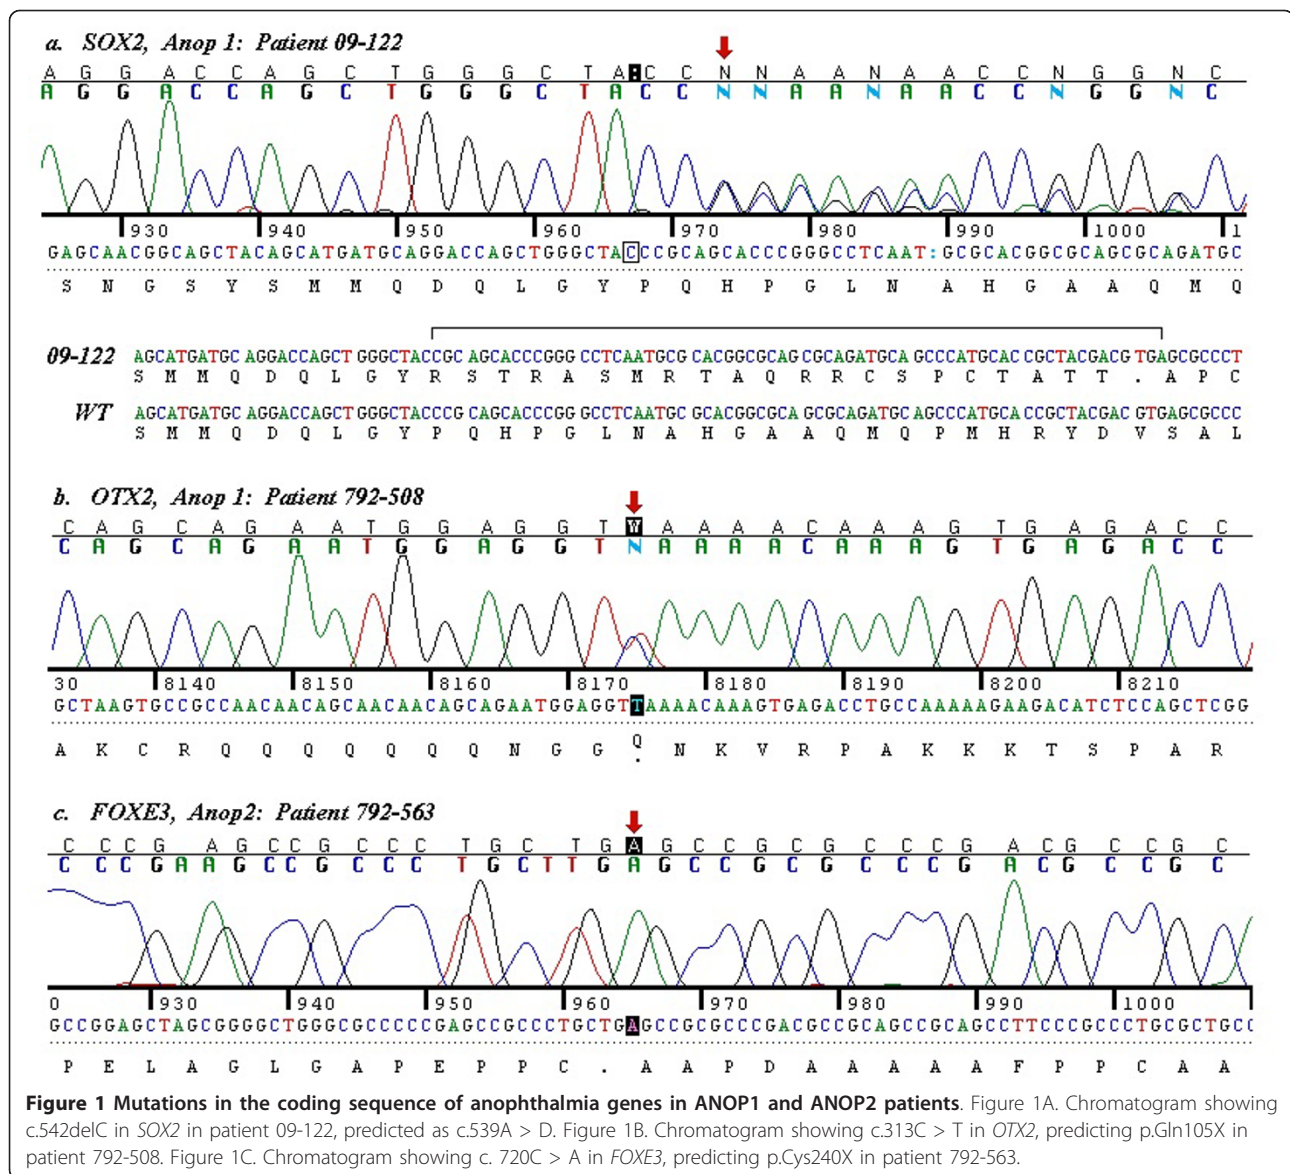 a. SOX2, Anop 1: Patient 09-122
A G G A C C A G C T G G G C T A : C C N N A A N A A C C N G G N C
A G G A C C A G C T G G G C T A C C N N A A N A A C C N G G N C
930 940 950 960 970 980 990 1000 1
GAGCAACGGCAGCTACAGCATGATGCAGGACCAGCTGGGCTACCCGCAGCACCCGGGCCTCAAT:GCGCACGGCGCAGCGCAGATGC
S N G S Y S M M Q D Q L G Y P Q H P G L N A H G A A Q M Q
09-122 AGCATGATGC AGGACCAGCT GGGCTACCGC AGCACCCGGG CCTCAATGCG CACGGCGCAG CGCAGATGCA GCCCATGCAC CGCTACGACG TGAGCGCCCT
S M M Q D Q L G Y R S T R A S M R T A Q R R C S P C T A T T . A P C
WT AGCATGATGC AGGACCAGCT GGGCTACCCG CAGCACCCGG GCCTCAATGC GCACGGCGCA GCGCAGATGC AGCCCATGCA CCGCTACGAC GTGAGCGCCC
S M M Q D Q L G Y P Q H P G L N A H G A A Q M Q P M H R Y D V S A L
b. OTX2, Anop 1: Patient 792-508
C A G C A G A A T G G A G G T Y A A A A C A A A G T G A G A C C
C A G C A G A A T G G A G G T N A A A A C A A A G T G A G A C C
30 8140 8150 8160 8170 8180 8190 8200 8210
GCTAAGTGCCGCCAACAACAGCAACAACAGCAGAATGGAGGTTAAAACAAAGTGAGACCTGCCAAAAAGAAGACATCTCCAGCTCGG
A K C R Q Q Q Q Q Q N G G Q N K V R P A K K K T S P A R
.
c. FOXE3, Anop2: Patient 792-563
C C C G A G C C G C C C T G C T G A G C C G C G C C C G A C G C C G C
C C C G A A G C C G C C C T G C T T G A G C C G C G C C C G A C G C C G C
0 930 940 950 960 970 980 990 1000
GCCGGAGCTAGCGGGGCTGGGCGCCCCCGAGCCGCCCTGCTGAGCCGCGCCCGACGCCGCAGCCGCAGCCTTCCCGCCCTGCGCTGCC
P E L A G L G A P E P P C . A A P D A A A A A F P P C A A
Figure 1 Mutations in the coding sequence of anophthalmia genes in ANOP1 and ANOP2 patients. Figure 1A. Chromatogram showing
c.542delC in SOX2 in patient 09-122, predicted as c.539A > D. Figure 1B. Chromatogram showing c.313C > T in OTX2, predicting p.Gln105X in
patient 792-508. Figure 1C. Chromatogram showing c. 720C > A in FOXE3, predicting p.Cys240X in patient 792-563.